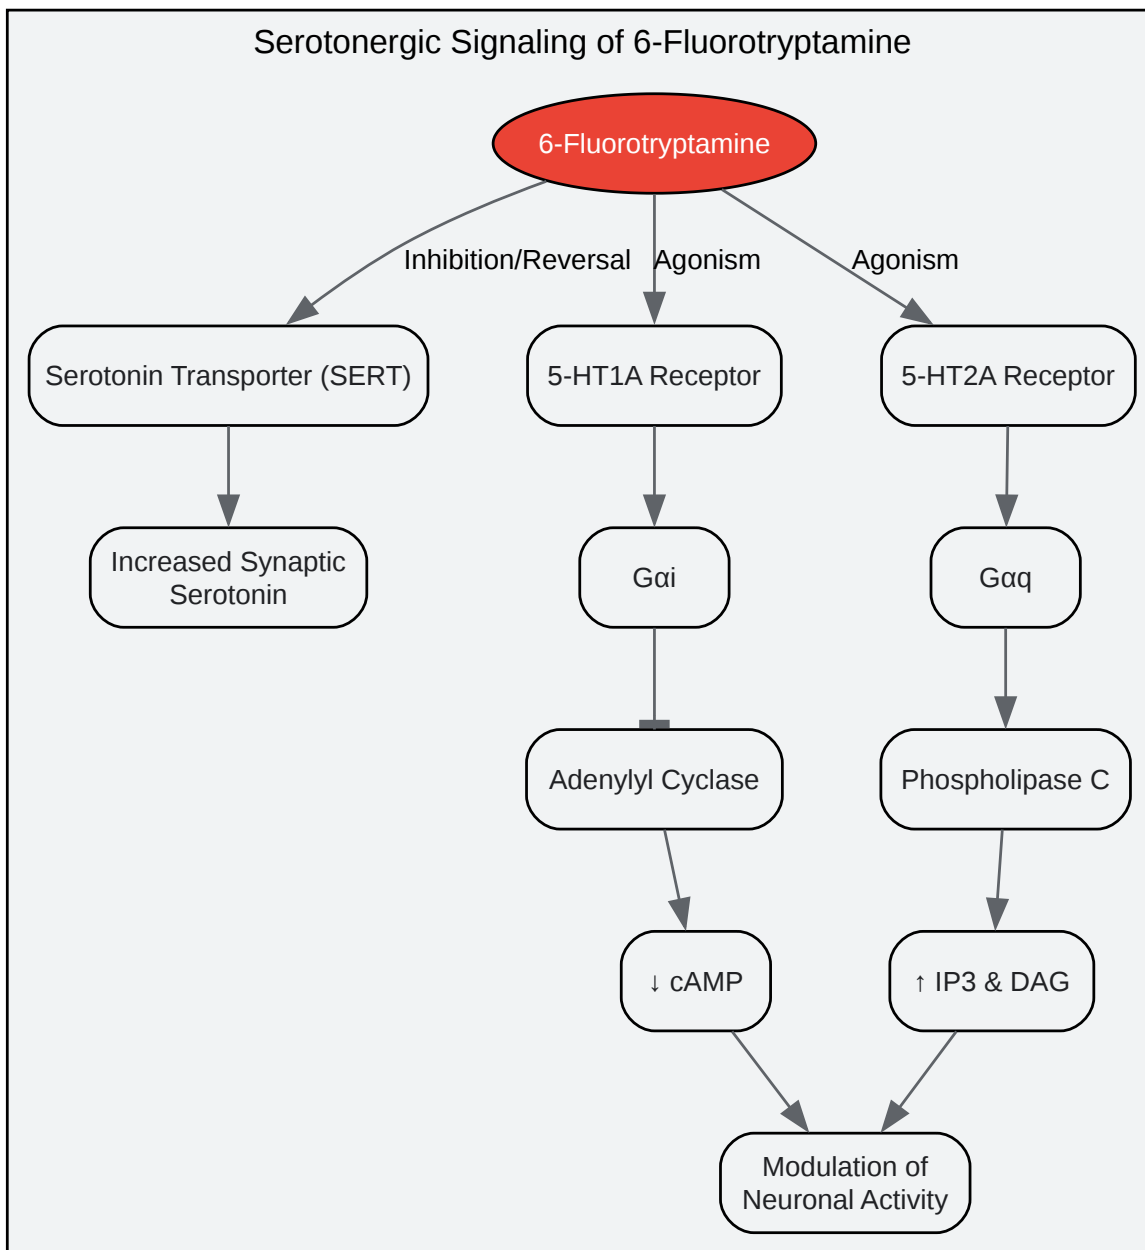 Serotonergic Signaling of 6-Fluorotryptamine
6-Fluorotryptamine
Inhibition/Reversal
Agonism
Agonism
Serotonin Transporter (SERT)
5-HT1A Receptor
5-HT2A Receptor
Increased Synaptic
Serotonin
Gαi
Gαq
Adenylyl Cyclase
Phospholipase C
↓ cAMP
↑ IP3 & DAG
Modulation of
Neuronal Activity